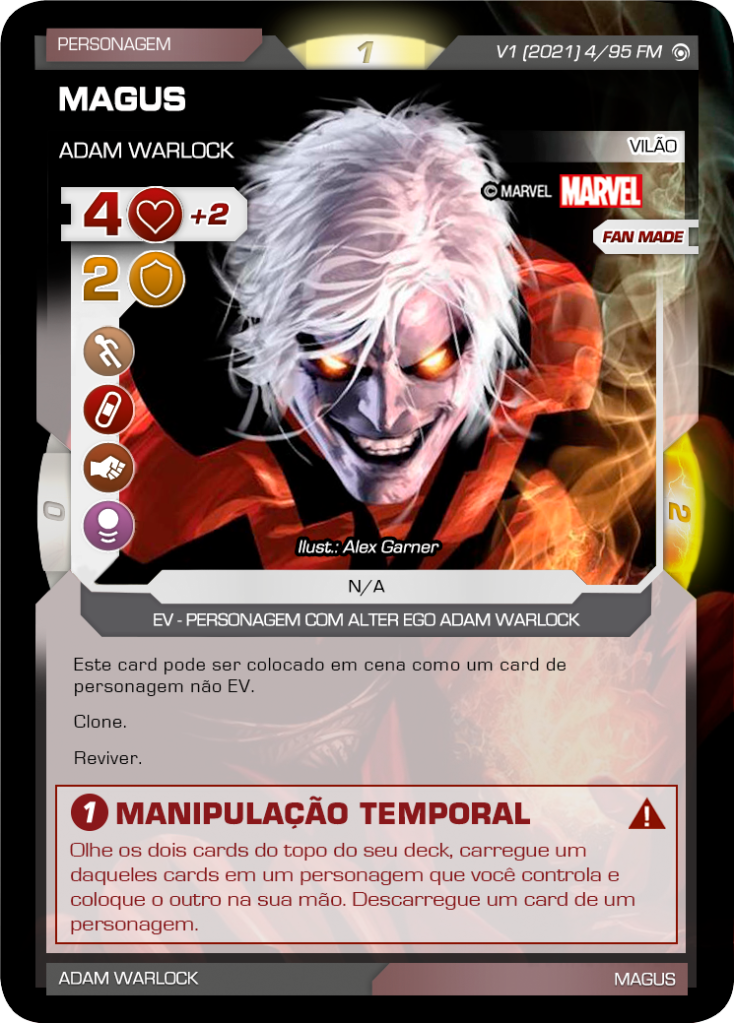 PERSONAGEM
1
V1 (2021) 4/95 FM
MAGUS
ADAM WARLOCK
VILÃO
© MARVEL MARVEL
4 +2
FAN MADE
2
0
2
Ilust.: Alex Garner
N/A
EV - PERSONAGEM COM ALTER EGO ADAM WARLOCK
Este card pode ser colocado em cena como um card de
personagem não EV.
Clone.
Reviver.
1 MANIPULAÇÃO TEMPORAL
Olhe os dois cards do topo do seu deck, carregue um
daqueles cards em um personagem que você controla e
coloque o outro na sua mão. Descarregue um card de um
personagem.
ADAM WARLOCK
MAGUS